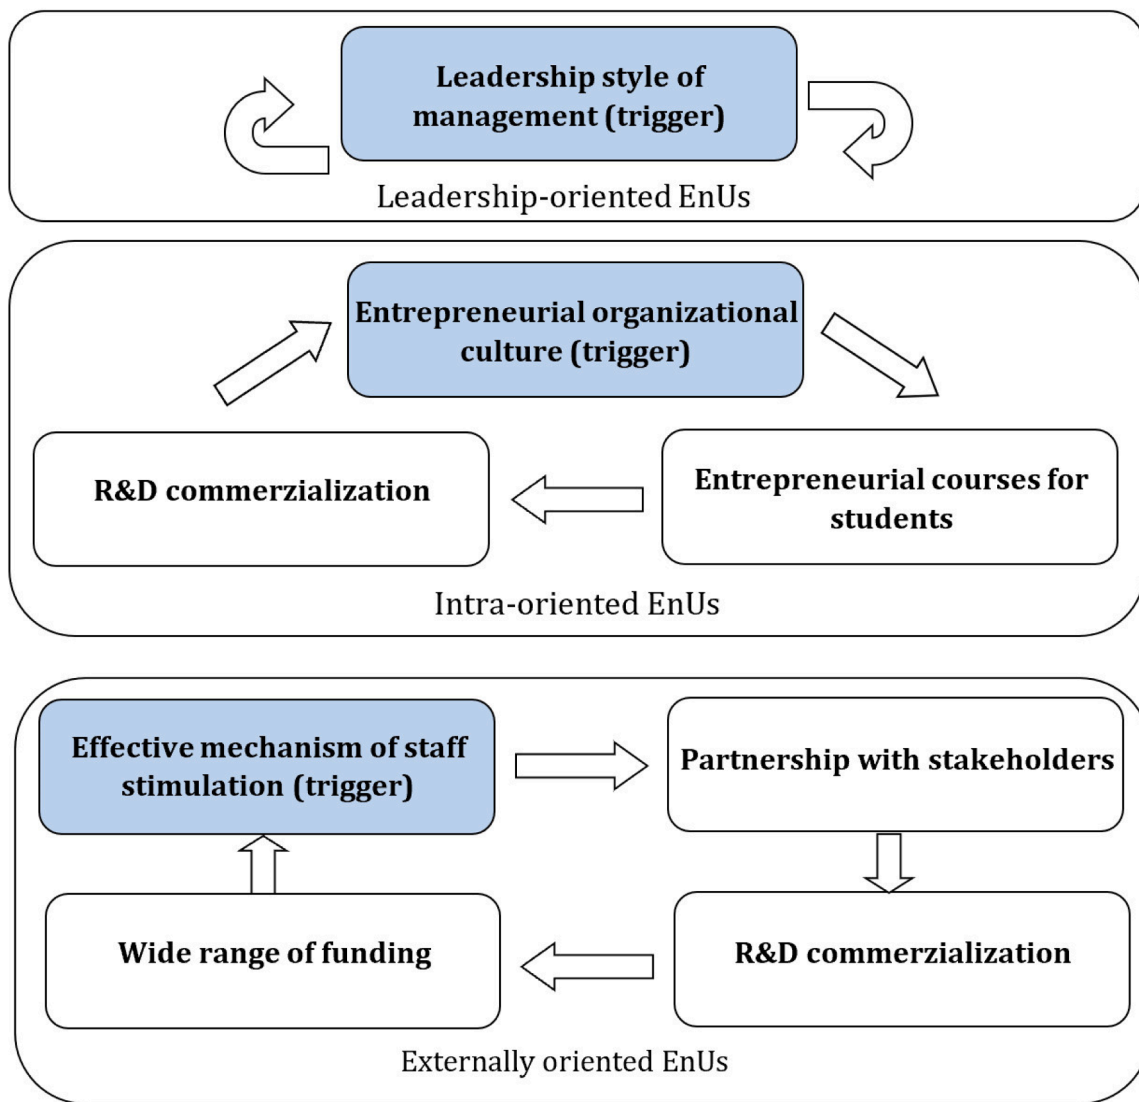 Leadership style of
management (trigger)
Leadership-oriented EnUs
Entrepreneurial organizational
culture (trigger)
R&D commerzialization
Entrepreneurial courses for
students
Intra-oriented EnUs
Effective mechanism of staff
stimulation (trigger)
Partnership with stakeholders
Wide range of funding
R&D commerzialization
Externally oriented EnUs